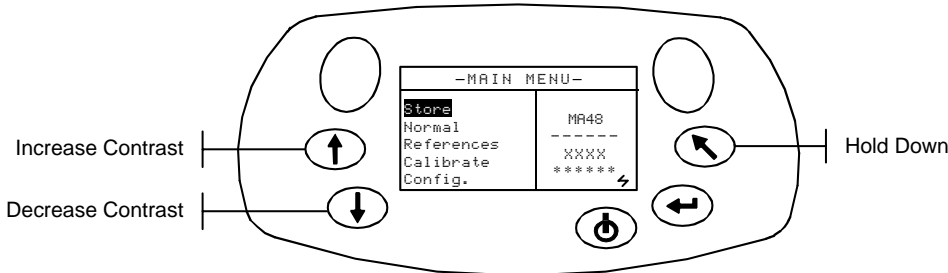 Increase Contrast
Decrease Contrast
-MAIN MENU-
Store
Normal
References
Calibrate
Config.
MA48
------
XXXX
******
Hold Down